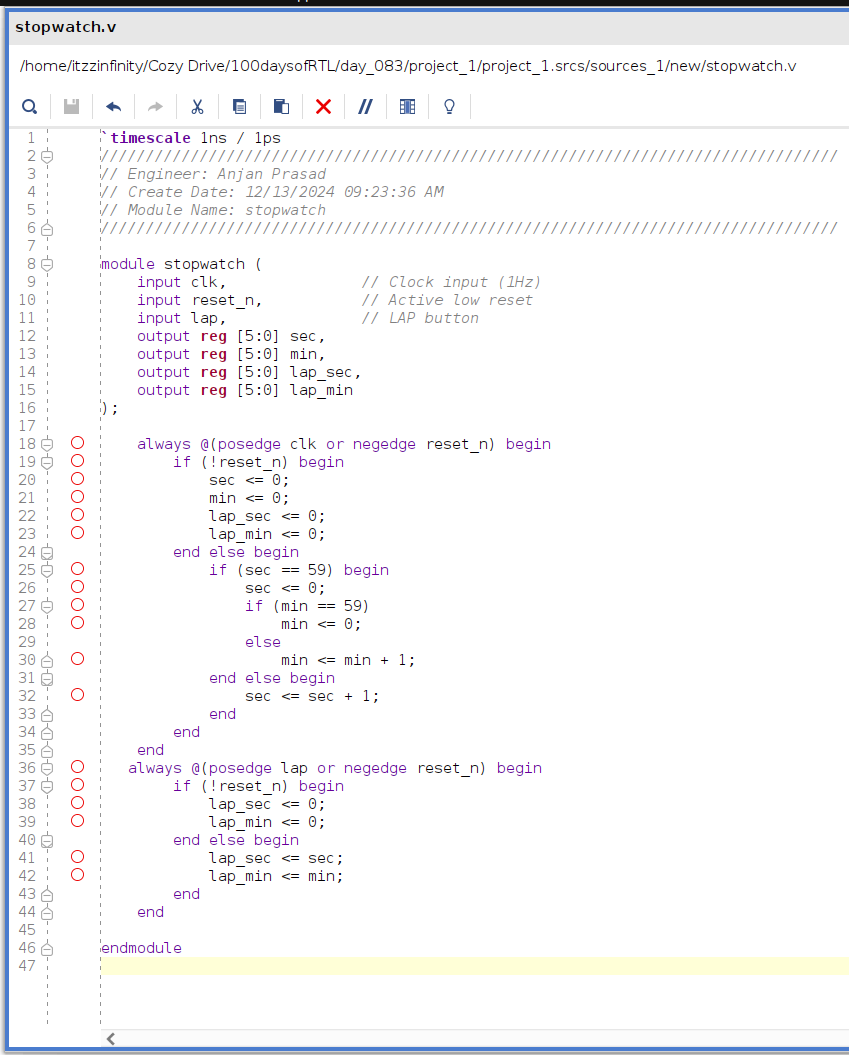 stopwatch.v
/home/itzzinfinity/Cozy Drive/100daysofRTL/day_083/project_1/project_1.srcs/sources_1/new/stopwatch.v
1 `timescale 1ns / 1ps
2 //////////////////////////////////////////////////////////////////////////////////
3 // Engineer: Anjan Prasad
4 // Create Date: 12/13/2024 09:23:36 AM
5 // Module Name: stopwatch
6 //////////////////////////////////////////////////////////////////////////////////
7
8 module stopwatch (
9     input clk,               // Clock input (1Hz)
10     input reset_n,           // Active low reset
11     input lap,               // LAP button
12     output reg [5:0] sec,
13     output reg [5:0] min,
14     output reg [5:0] lap_sec,
15     output reg [5:0] lap_min
16 );
17
18     always @(posedge clk or negedge reset_n) begin
19         if (!reset_n) begin
20             sec <= 0;
21             min <= 0;
22             lap_sec <= 0;
23             lap_min <= 0;
24         end else begin
25             if (sec == 59) begin
26                 sec <= 0;
27                 if (min == 59)
28                     min <= 0;
29                 else
30                     min <= min + 1;
31             end else begin
32                 sec <= sec + 1;
33             end
34         end
35     end
36    always @(posedge lap or negedge reset_n) begin
37         if (!reset_n) begin
38             lap_sec <= 0;
39             lap_min <= 0;
40         end else begin
41             lap_sec <= sec;
42             lap_min <= min;
43         end
44     end
45
46 endmodule
47